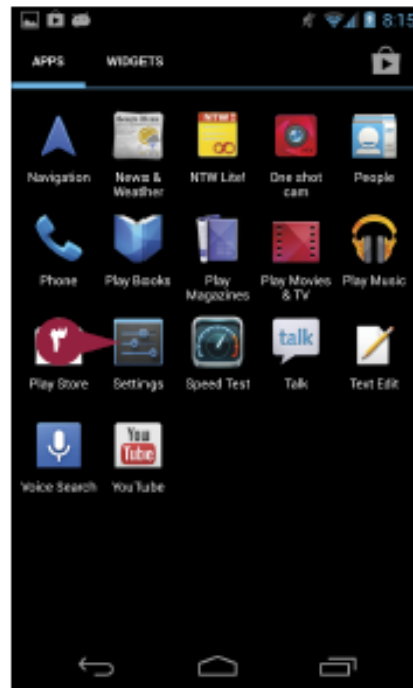 8:15
APPS WIDGETS
Navigation News & Weather NTW Lite! One shot cam People
Phone Play Books Play Magazines Play Movies & TV Play Music
٣
talk
Play Store Settings Speed Test Talk Text Edit
You Tube
Voice Search YouTube